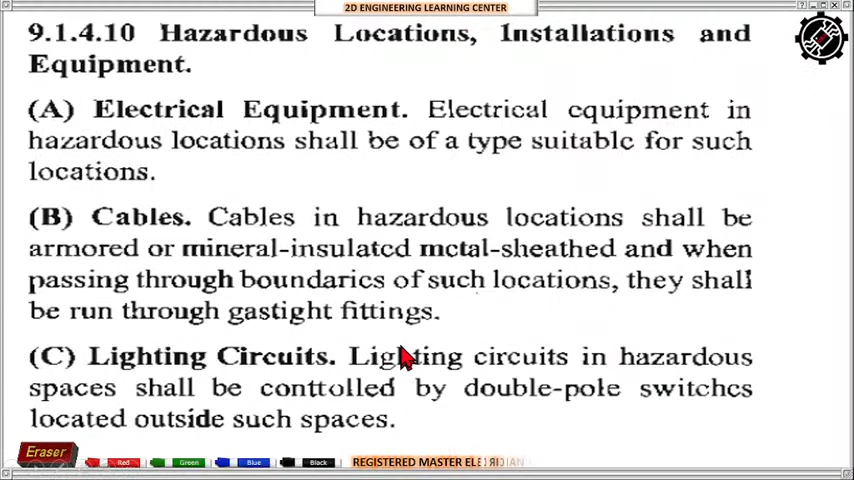 2D ENGINEERING LEARNING CENTER
9.1.4.10 Hazardous Locations, Installations and
Equipment.
(A) Electrical Equipment. Electrical equipment in
hazardous locations shall be of a type suitable for such
locations.
(B) Cables. Cables in hazardous locations shall be
armored or mineral-insulated metal-sheathed and when
passing through boundaries of such locations, they shall
be run through gastight fittings.
(C) Lighting Circuits. Lighting circuits in hazardous
spaces shall be conttolled by double-pole switches
located outside such spaces.
Eraser
Red
Green
Blue
Black
REGISTERED MASTER ELECTRICIAN